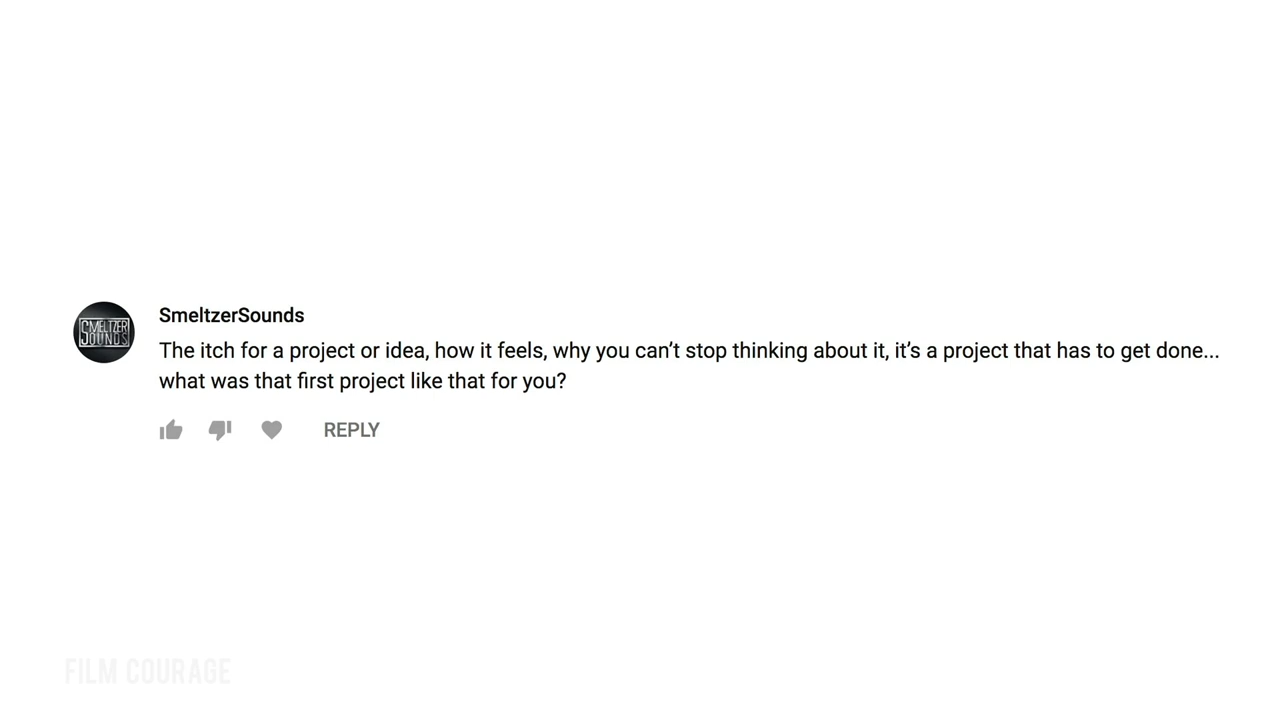 SmeltzerSounds
SMELTZER
SOUNDS
The itch for a project or idea, how it feels, why you can’t stop thinking about it, it’s a project that has to get done...
what was that first project like that for you?
REPLY
FILM COURAGE